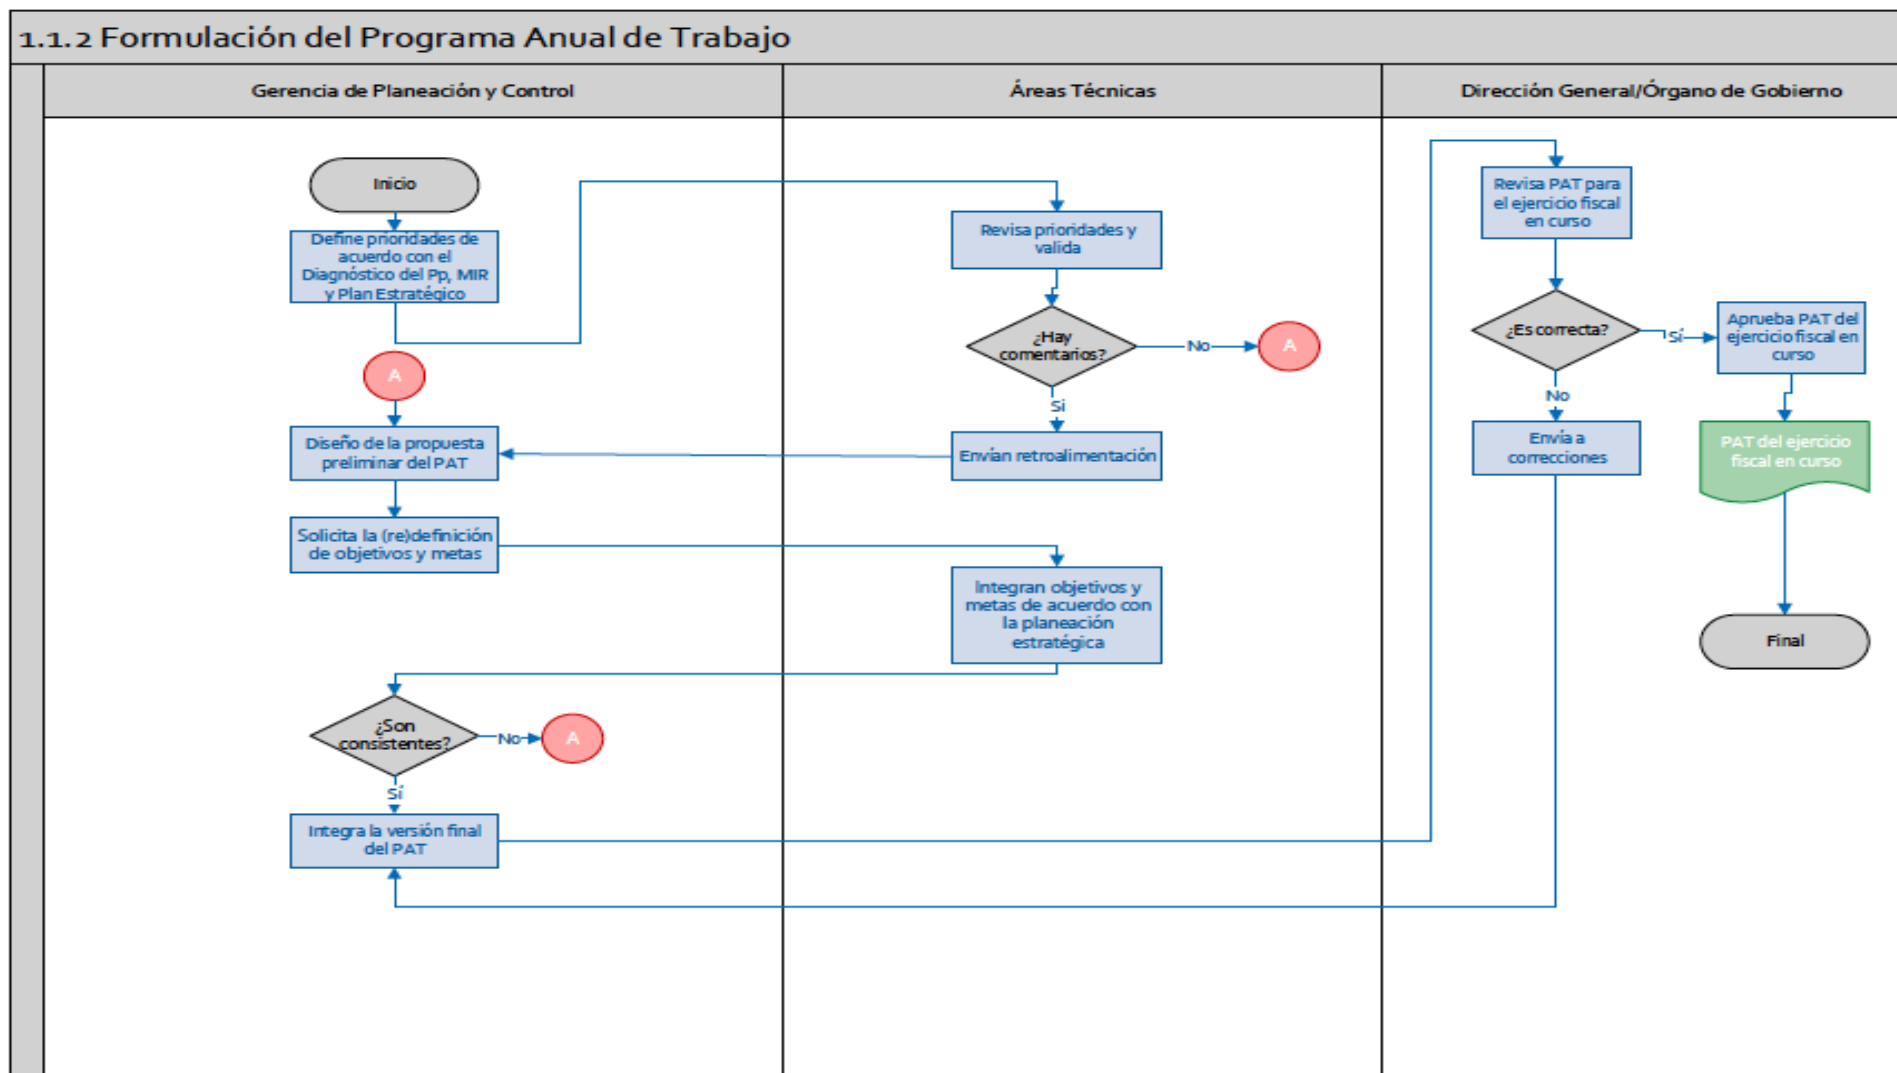 1.1.2 Formulación del Programa Anual de Trabajo
Gerencia de Planeación y Control
Áreas Técnicas
Dirección General/Órgano de Gobierno
Inicio
Define prioridades de
acuerdo con el
Diagnóstico del Pp, MIR
y Plan Estratégico
A
Diseño de la propuesta
preliminar del PAT
Solicita la (re)definición
de objetivos y metas
¿Son
consistentes?
No
A
Sí
Integra la versión final
del PAT
Revisa prioridades y
valida
¿Hay
comentarios?
No
A
Si
Envían retroalimentación
Integran objetivos y
metas de acuerdo con
la planeación
estratégica
Revisa PAT para
el ejercicio fiscal
en curso
¿Es correcta?
Sí
Aprueba PAT del
ejercicio fiscal en
curso
No
Envía a
correcciones
PAT del ejercicio
fiscal en curso
Final